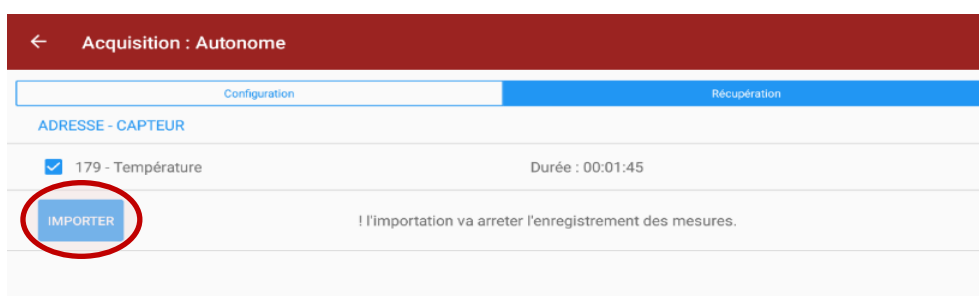 Acquisition : Autonome
Configuration Récupération
ADRESSE - CAPTEUR
179 - Température Durée : 00:01:45
IMPORTER ! l'importation va arreter l'enregistrement des mesures.